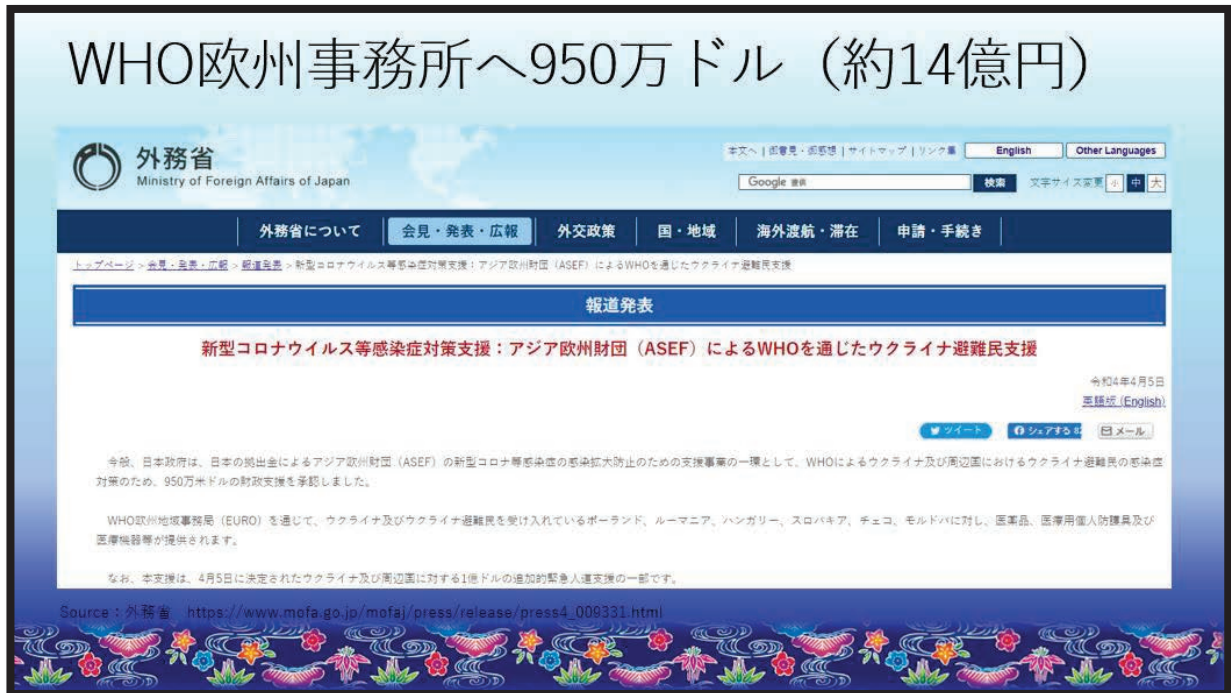 WHO欧州事務所へ950万ドル（約14億円）
外務省
Ministry of Foreign Affairs of Japan
本文へ | 御意見・御感想 | サイトマップ | リンク集 English Other Languages
Google 検索 文字サイズ変更 小 中 大
外務省について 会見・発表・広報 外交政策 国・地域 海外渡航・滞在 申請・手続き
トップページ > 会見・発表・広報 > 報道発表 > 新型コロナウイルス等感染症対策支援：アジア欧州財団（ASEF）によるWHOを通じたウクライナ避難民支援
報道発表
新型コロナウイルス等感染症対策支援：アジア欧州財団（ASEF）によるWHOを通じたウクライナ避難民支援
令和4年4月5日
英語版 (English)
ツイート シェアする メール
今般、日本政府は、日本の拠出金によるアジア欧州財団（ASEF）の新型コロナ等感染症の感染拡大防止のための支援事業の一環として、WHOによるウクライナ及び周辺国におけるウクライナ避難民の感染症
対策のため、950万米ドルの財政支援を承認しました。
WHO欧州地域事務局（EURO）を通じて、ウクライナ及びウクライナ避難民を受け入れているポーランド、ルーマニア、ハンガリー、スロバキア、チェコ、モルドバに対し、医薬品、医療用個人防護具及び
医療機器等が提供されます。
なお、本支援は、4月5日に決定されたウクライナ及び周辺国に対する1億ドルの追加的緊急人道支援の一部です。
Source：外務省　https://www.mofa.go.jp/mofaj/press/release/press4_009331.html